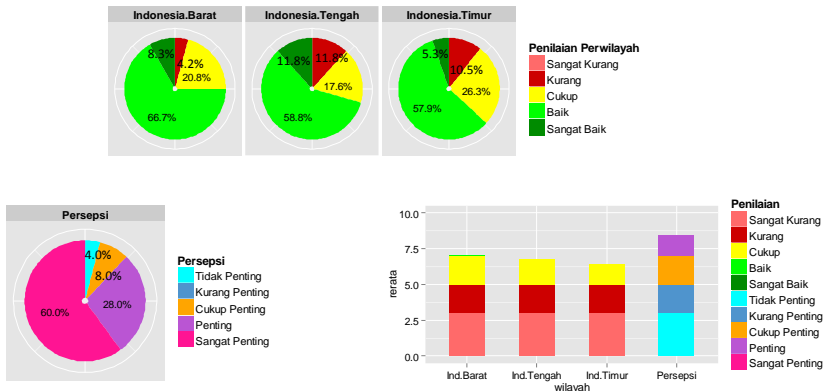 Indonesia.Barat
Indonesia.Tengah
Indonesia.Timur
8.3%
4.2%
20.8%
66.7%
11.8%
11.8%
17.6%
58.8%
5.3%
10.5%
26.3%
57.9%
Penilaian Perwilayah
Sangat Kurang
Kurang
Cukup
Baik
Sangat Baik
Persepsi
4.0%
8.0%
28.0%
60.0%
Persepsi
Tidak Penting
Kurang Penting
Cukup Penting
Penting
Sangat Penting
rerata
10.0
7.5
5.0
2.5
0.0
Ind.Barat
Ind.Tengah
Ind.Timur
Persepsi
wilayah
Penilaian
Sangat Kurang
Kurang
Cukup
Baik
Sangat Baik
Tidak Penting
Kurang Penting
Cukup Penting
Penting
Sangat Penting